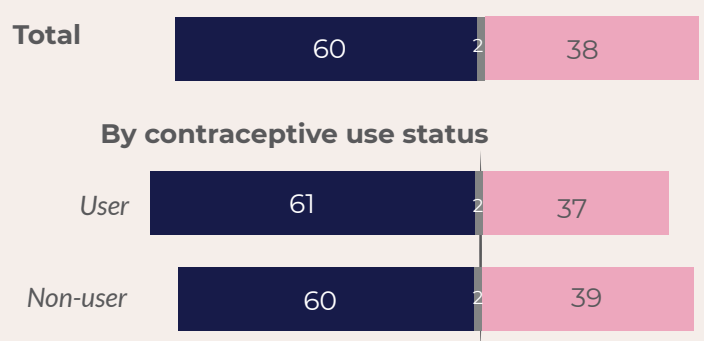 Total 60 2 38
By contraceptive use status
User 61 2 37
Non-user 60 2 39